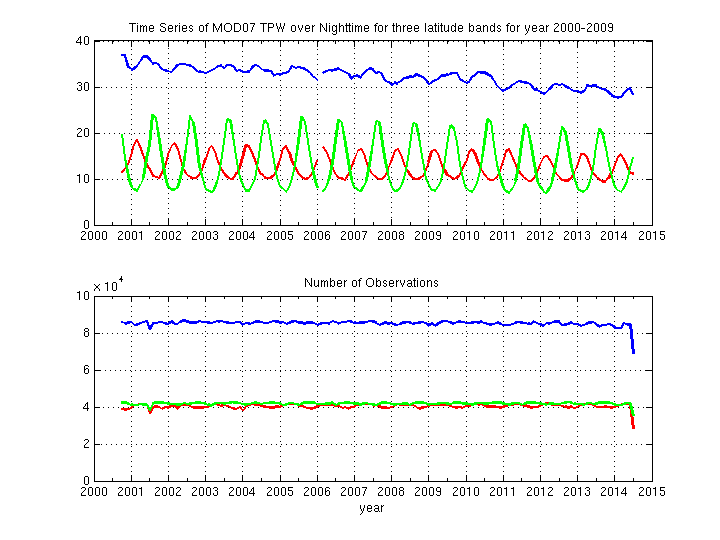 Time Series of MOD07 TPW over Nighttime for three latitude bands for year 2000-2009
40
30
20
10
0
2000 2001 2002 2003 2004 2005 2006 2007 2008 2009 2010 2011 2012 2013 2014 2015
Number of Observations
× 10^4
10
8
6
4
2
0
2000 2001 2002 2003 2004 2005 2006 2007 2008 2009 2010 2011 2012 2013 2014 2015
year